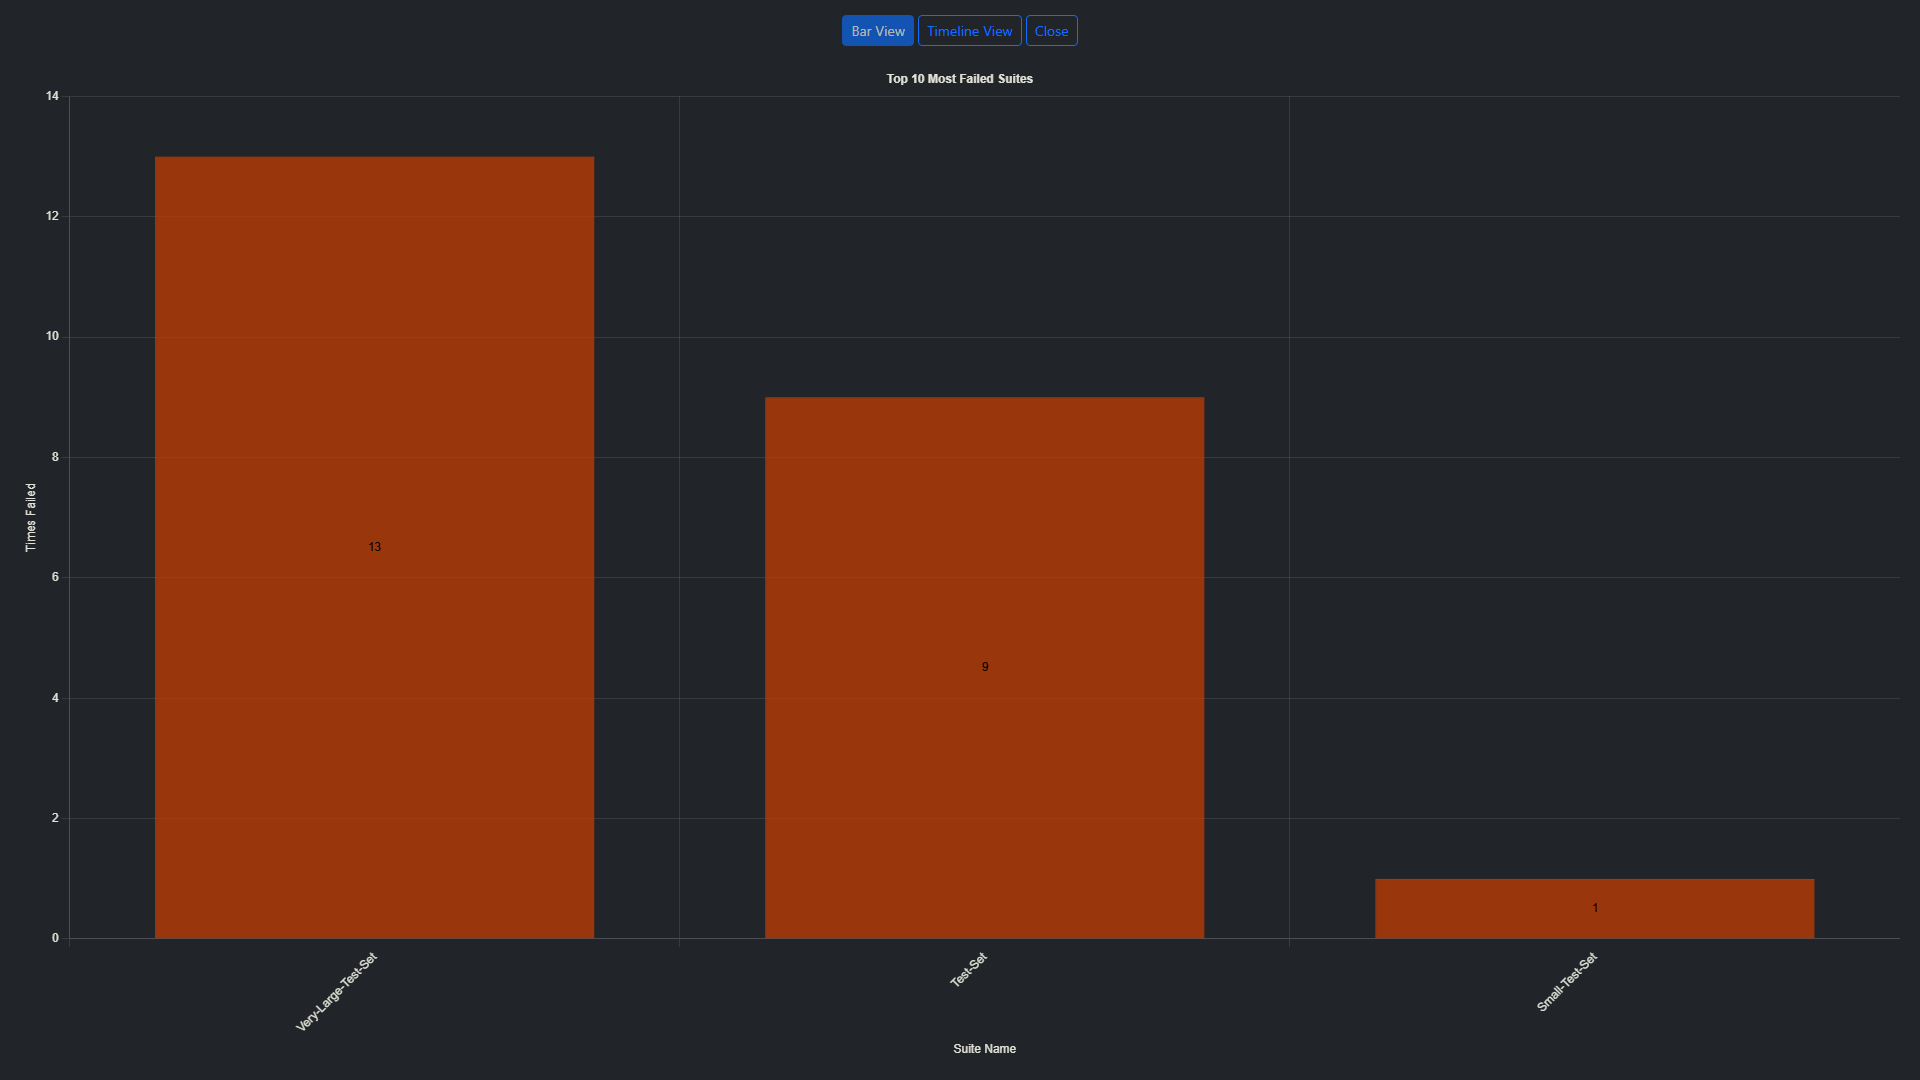 Bar View
Timeline View
Close
Top 10 Most Failed Suites
14
12
10
8
6
4
2
0
Times Failed
13
9
1
Very-Large-Test-Set
Test-Set
Small-Test-Set
Suite Name